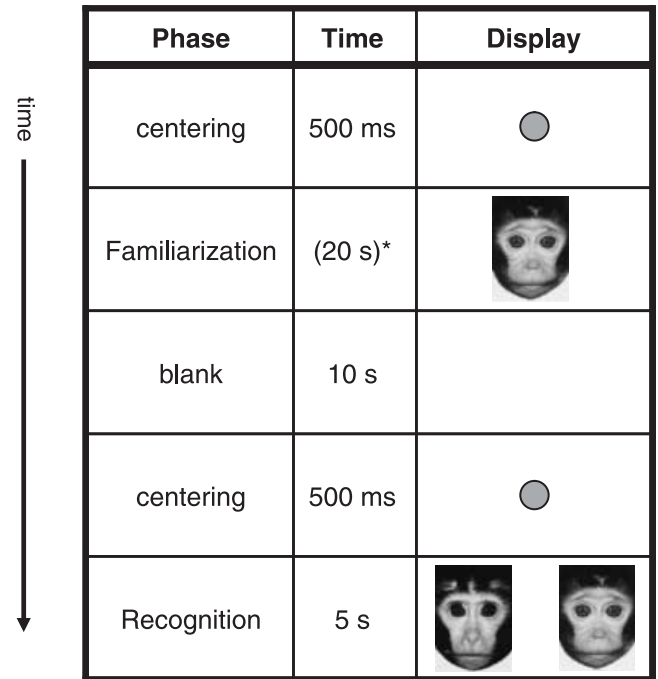 time
Phase Time Display
centering 500 ms
Familiarization (20 s)*
blank 10 s
centering 500 ms
Recognition 5 s